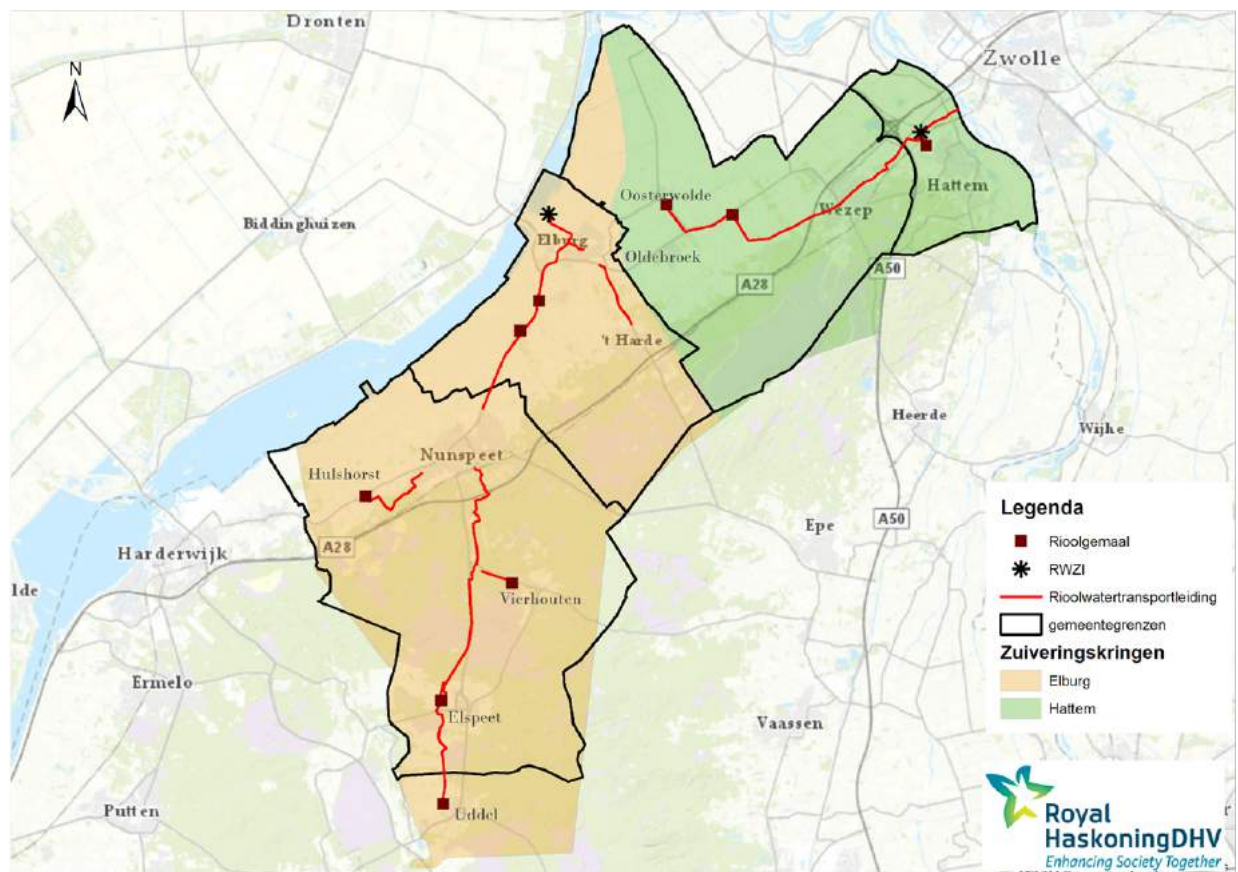 Dronten
Zwolle
N
Oosterwolde
Hattem
Biddinghuizen
Wezep
Elburg
Oldebroek
A50
A28
't Harde
Heerde
Wijhe
Nunspeet
Hulshorst
Epe
A50
A28
Harderwijk
lde
Vierhouten
Ermelo
Elspeet
Vaassen
Putten
Uddel
Legenda
Rioolgemaal
RWZI
Rioolwatertransportleiding
gemeentegrenzen
Zuiveringskringen
Elburg
Hattem
Royal
HaskoningDHV
Enhancing Society Together